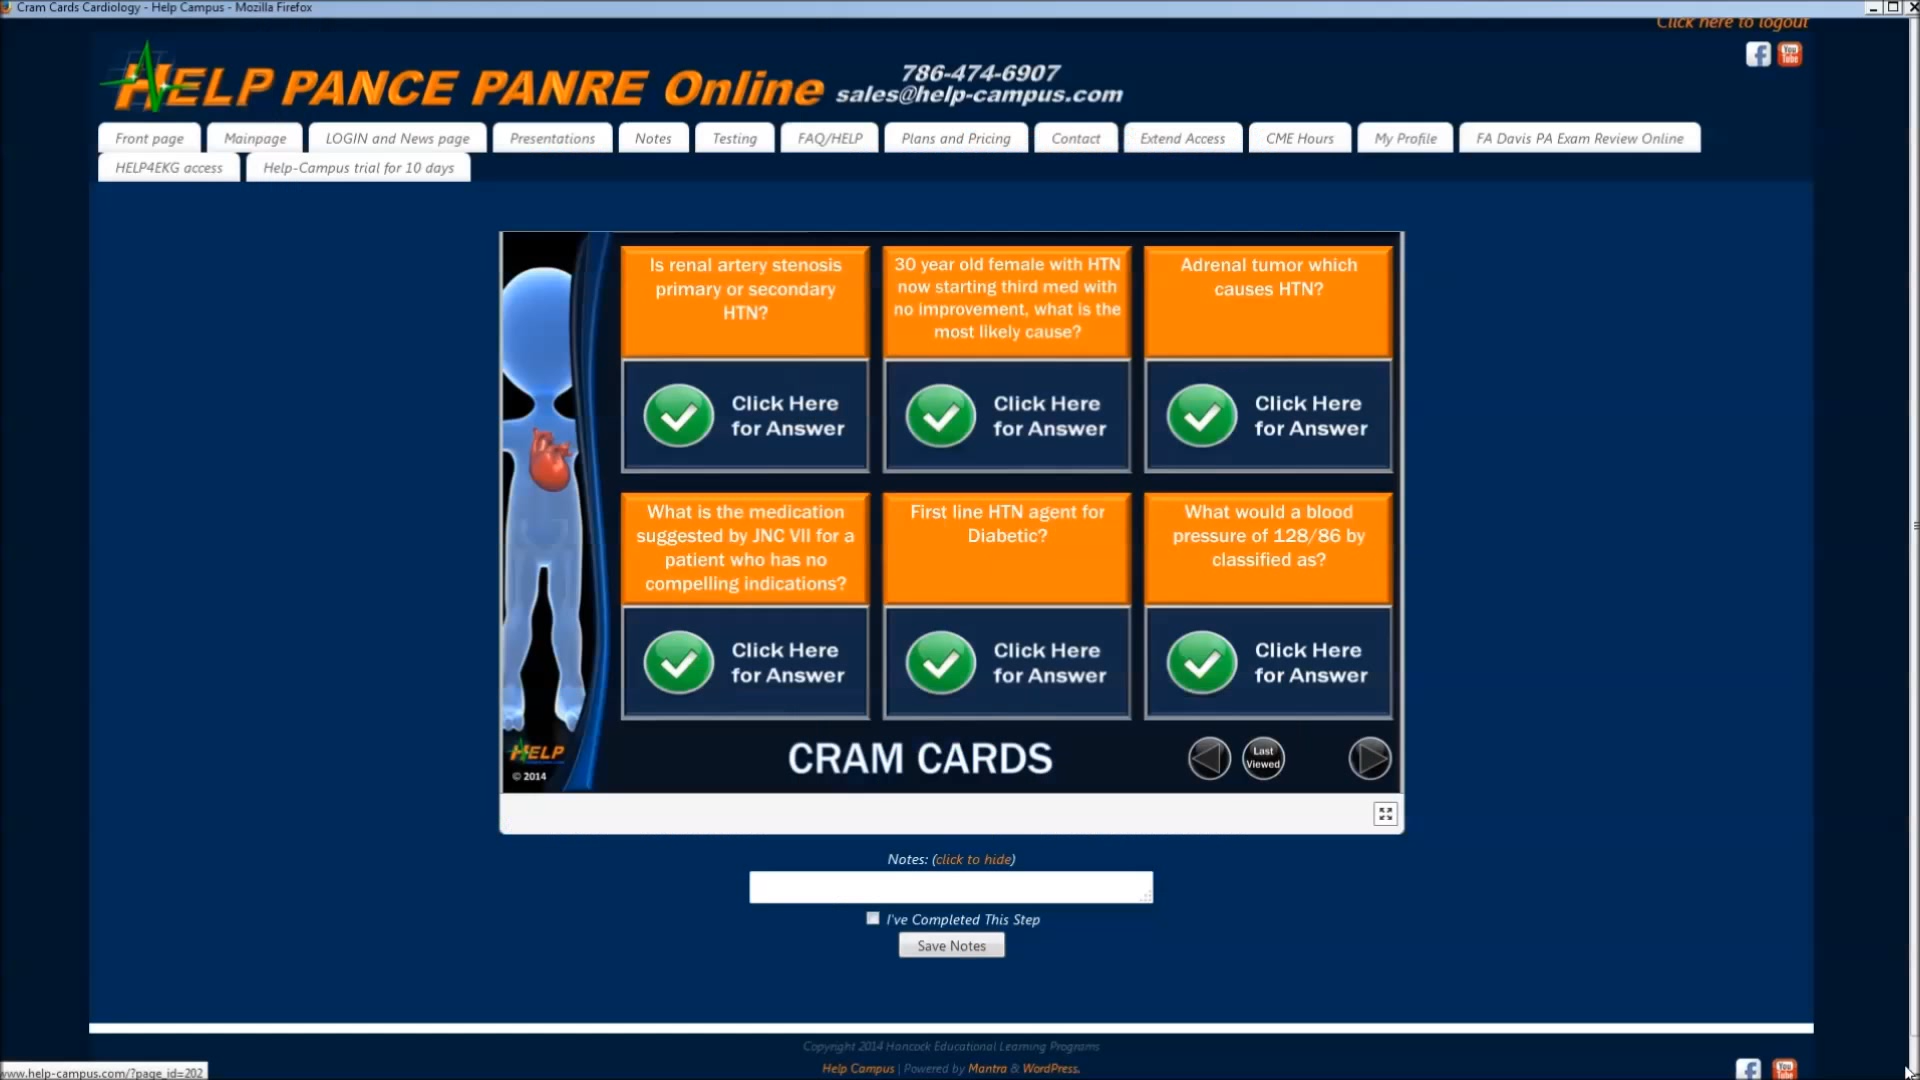 Cram Cards Cardiology - Help Campus - Mozilla Firefox
Click here to logout
HELP PANCE PANRE Online
786-474-6907
sales@help-campus.com
Front page
Mainpage
LOGIN and News page
Presentations
Notes
Testing
FAQ/HELP
Plans and Pricing
Contact
Extend Access
CME Hours
My Profile
FA Davis PA Exam Review Online
HELP4EKG access
Help-Campus trial for 10 days
Is renal artery stenosis
primary or secondary
HTN?
Click Here
for Answer
30 year old female with HTN
now starting third med with
no improvement, what is the
most likely cause?
Click Here
for Answer
Adrenal tumor which
causes HTN?
Click Here
for Answer
What is the medication
suggested by JNC VII for a
patient who has no
compelling indications?
Click Here
for Answer
First line HTN agent for
Diabetic?
Click Here
for Answer
What would a blood
pressure of 128/86 by
classified as?
Click Here
for Answer
HELP
© 2014
CRAM CARDS
Last
Viewed
Notes: (click to hide)
I've Completed This Step
Save Notes
Copyright 2014 Hancock Educational Learning Programs
Help Campus | Powered by Mantra & WordPress.
www.help-campus.com/?page_id=202
You
Tube
You
Tube